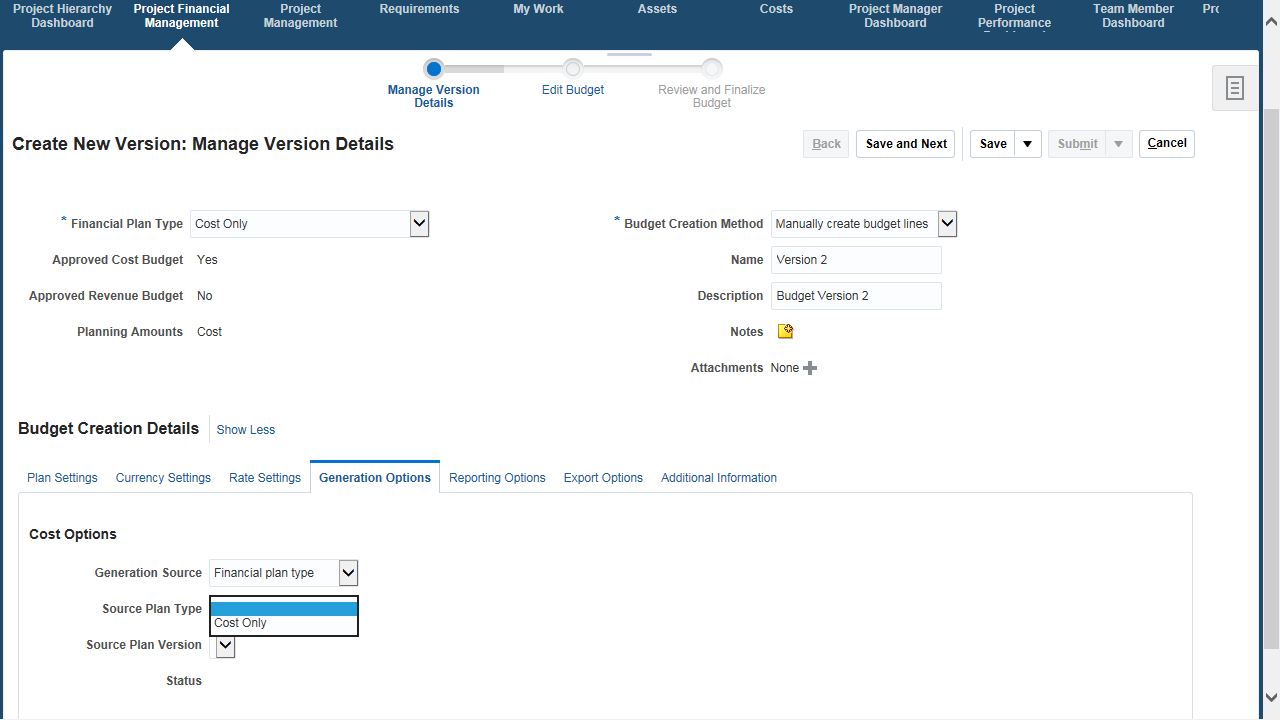 Project Hierarchy Dashboard
Project Financial Management
Project Management
Requirements
My Work
Assets
Costs
Project Manager Dashboard
Project Performance
Team Member Dashboard
Manage Version Details
Edit Budget
Review and Finalize Budget
Create New Version: Manage Version Details
Back
Save and Next
Save
Submit
Cancel
* Financial Plan Type Cost Only
* Budget Creation Method Manually create budget lines
Approved Cost Budget Yes
Name Version 2
Approved Revenue Budget No
Description Budget Version 2
Planning Amounts Cost
Notes
Attachments None
Budget Creation Details Show Less
Plan Settings Currency Settings Rate Settings Generation Options Reporting Options Export Options Additional Information
Cost Options
Generation Source Financial plan type
Source Plan Type
Cost Only
Source Plan Version
Status